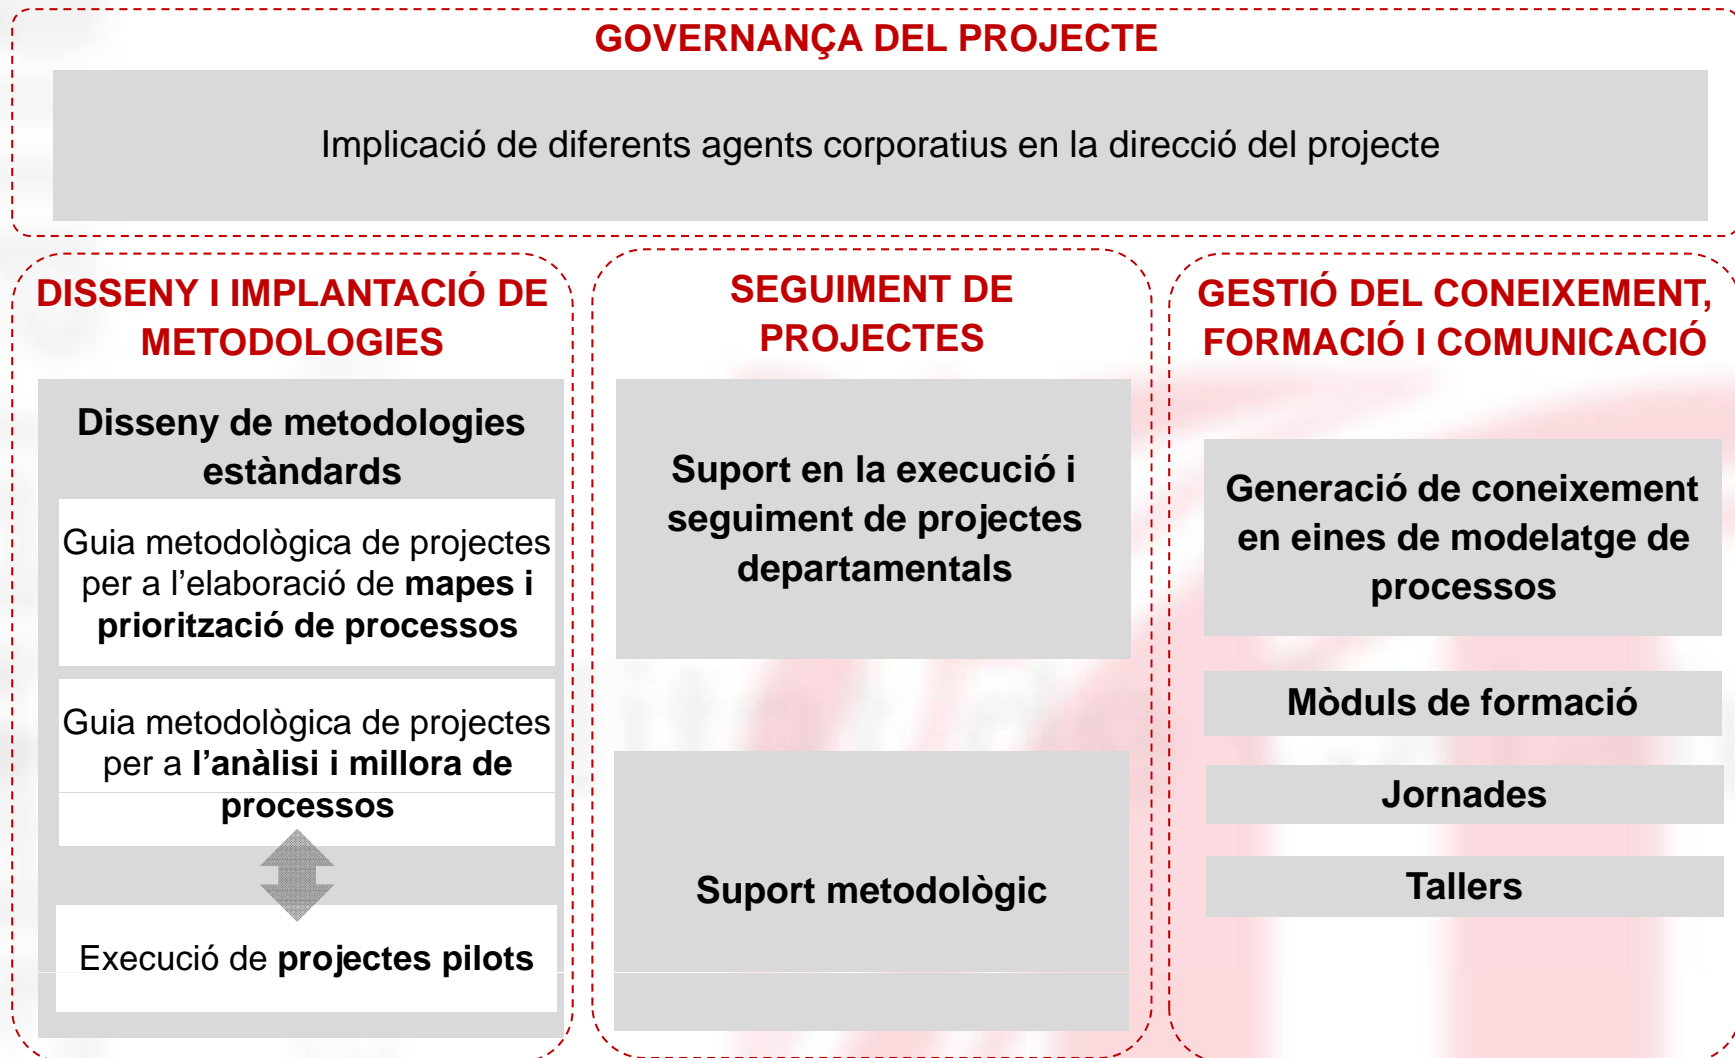 GOVERNANÇA DEL PROJECTE
Implicació de diferents agents corporatius en la direcció del projecte
DISSENY I IMPLANTACIÓ DE
METODOLOGIES
Disseny de metodologies
estàndards
Guia metodològica de projectes
per a l’elaboració de mapes i
priorització de processos
Guia metodològica de projectes
per a l’anàlisi i millora de
processos
Execució de projectes pilots
SEGUIMENT DE
PROJECTES
Suport en la execució i
seguiment de projectes
departamentals
Suport metodològic
GESTIÓ DEL CONEIXEMENT,
FORMACIÓ I COMUNICACIÓ
Generació de coneixement
en eines de modelatge de
processos
Mòduls de formació
Jornades
Tallers